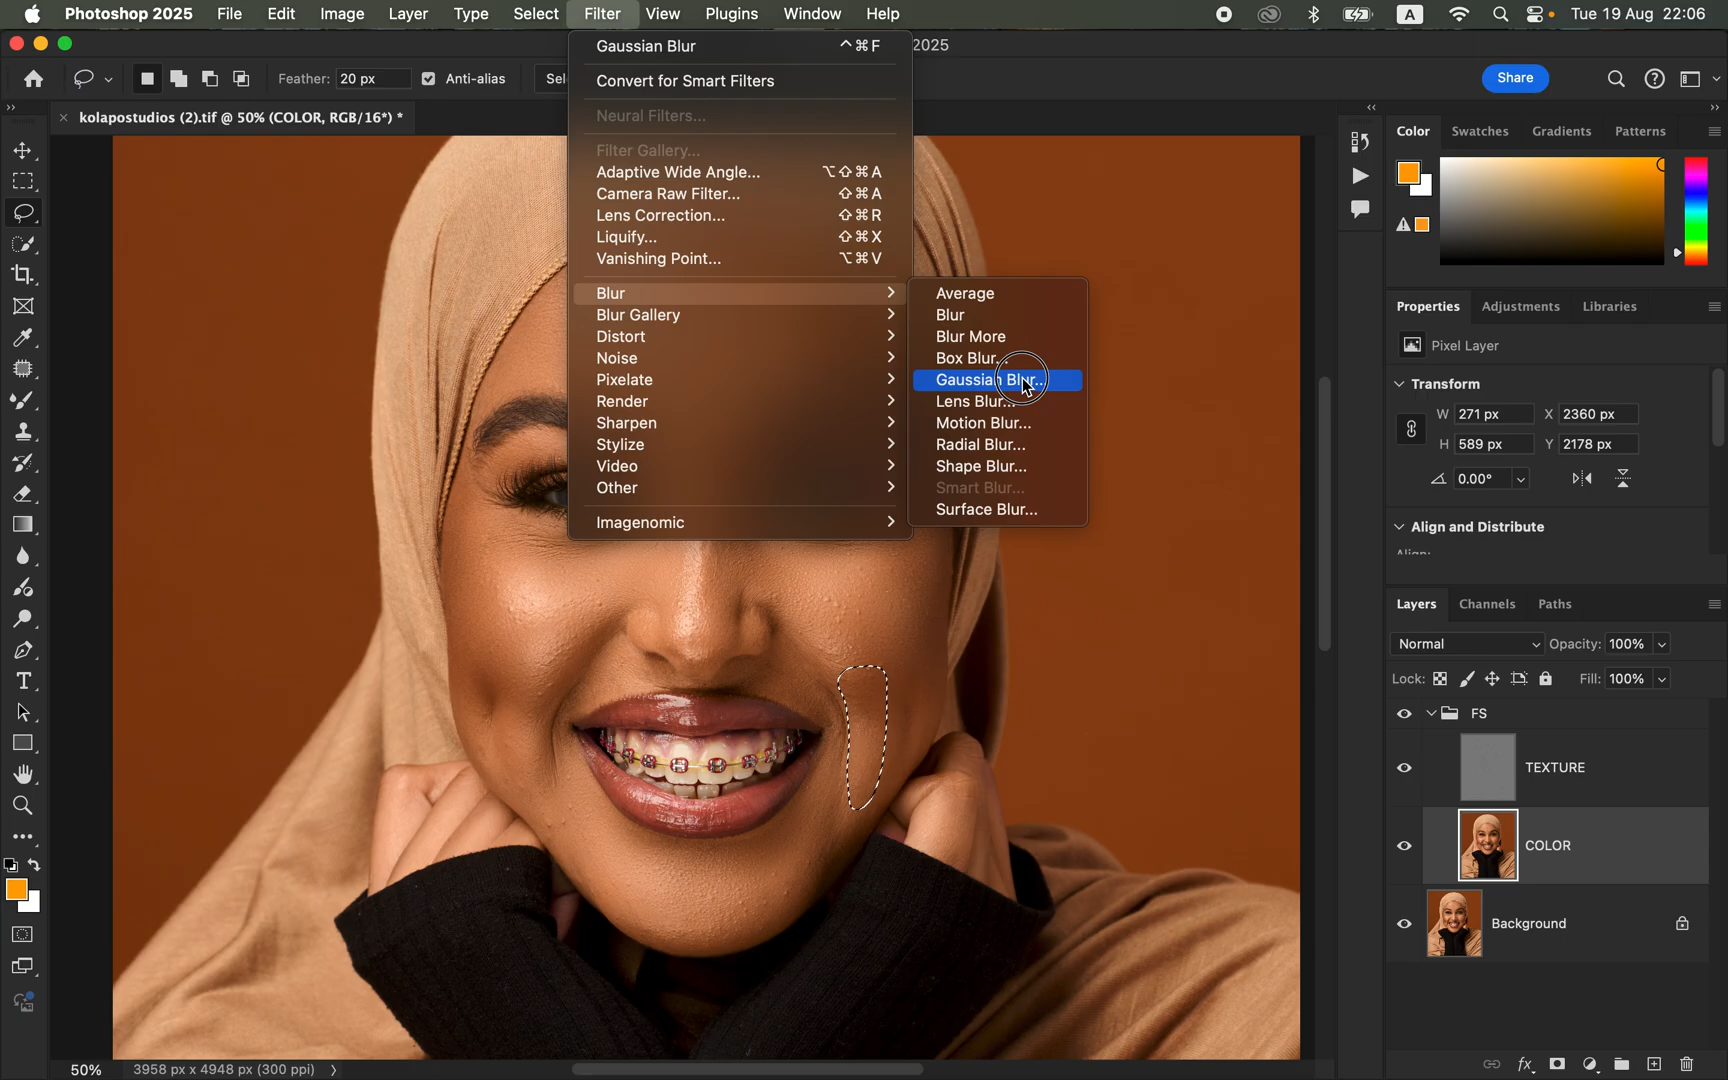 Photoshop 2025 File Edit Image Layer Type Select Filter View Plugins Window Help A Tue 19 Aug 22:06
2025
Feather: 20 px Anti-alias Sel Share
kolapostudios (2).tif @ 50% (COLOR, RGB/16*) *
Gaussian Blur ^⌘F
Convert for Smart Filters
Neural Filters...
Filter Gallery...
Adaptive Wide Angle... ⌥⇧⌘A
Camera Raw Filter... ⇧⌘A
Lens Correction... ⇧⌘R
Liquify... ⇧⌘X
Vanishing Point... ⌥⌘V
Blur
Blur Gallery
Distort
Noise
Pixelate
Render
Sharpen
Stylize
Video
Other
Imagenomic
Average
Blur
Blur More
Box Blur...
Gaussian Blur...
Lens Blur...
Motion Blur...
Radial Blur...
Shape Blur...
Smart Blur...
Surface Blur...
Color Swatches Gradients Patterns
Properties Adjustments Libraries
Pixel Layer
Transform
W 271 px X 2360 px
H 589 px Y 2178 px
0.00°
Align and Distribute
Align:
Layers Channels Paths
Normal Opacity: 100%
Lock: Fill: 100%
FS
TEXTURE
COLOR
Background
fx
50% 3958 px x 4948 px (300 ppi)